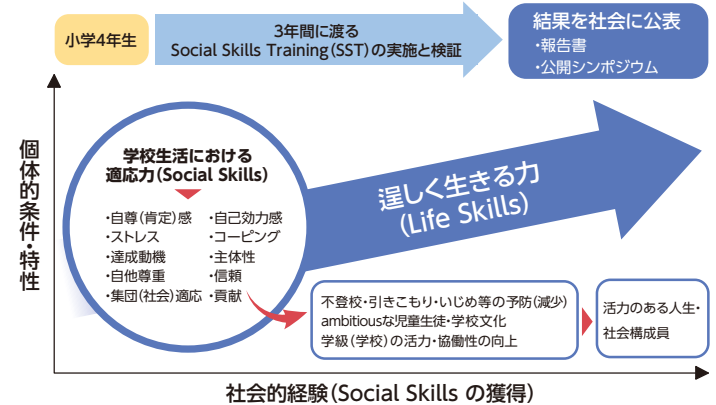 小学4年生
3年間に渡る
Social Skills Training(SST)の実施と検証
結果を社会に公表
・報告書
・公開シンポジウム
個体的条件・特性
学校生活における
適応力(Social Skills)
・自尊(肯定)感
・ストレス
・達成動機
・自他尊重
・集団(社会)適応
・自己効力感
・コーピング
・主体性
・信頼
・貢献
逞しく生きる力
(Life Skills)
不登校・引きこもり・いじめ等の予防(減少)
ambitiousな児童生徒・学校文化
学級(学校)の活力・協働性の向上
活力のある人生・
社会構成員
社会的経験(Social Skills の獲得)